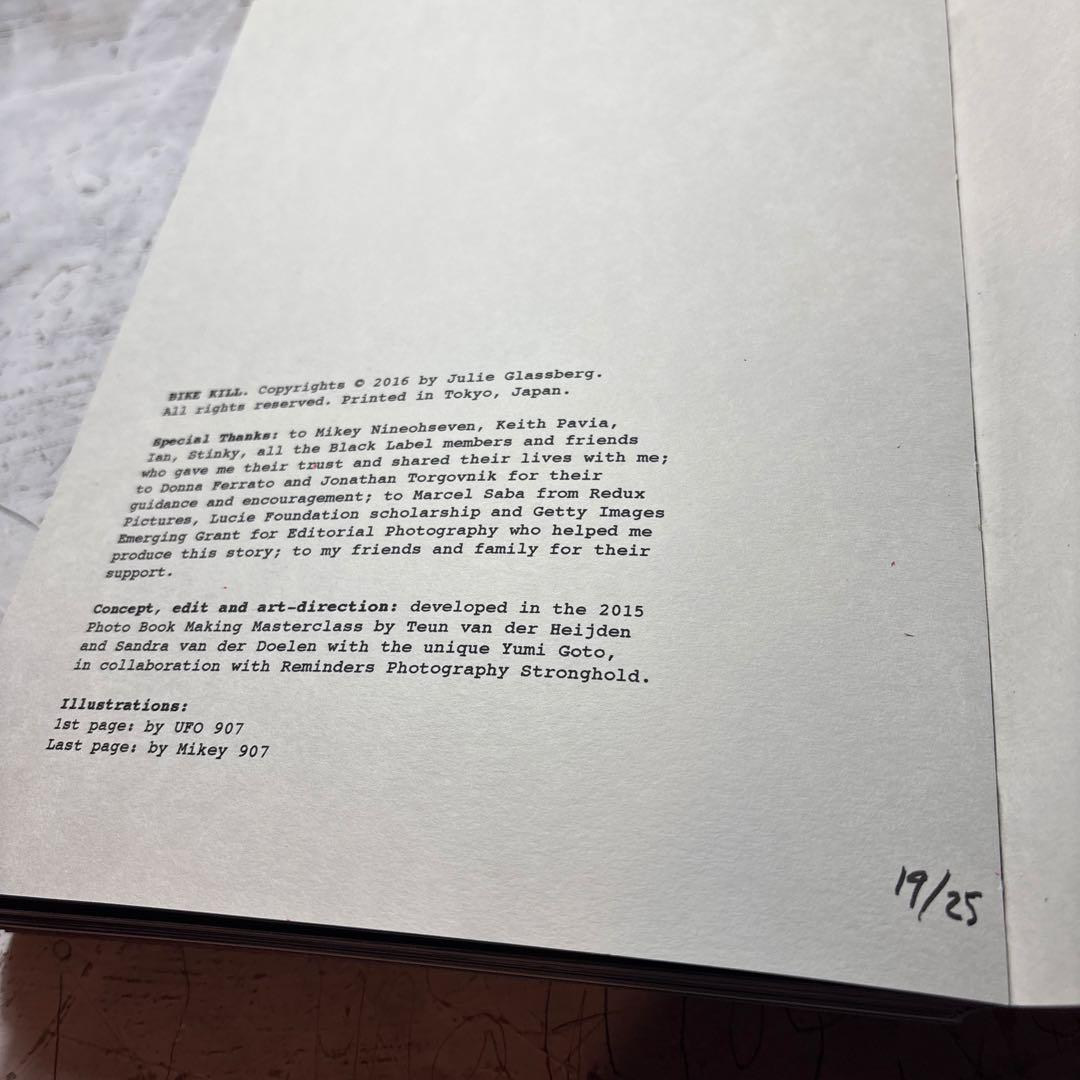 BIKE KILL. Copyrights © 2016 by Julie Glassberg.
All rights reserved. Printed in Tokyo, Japan.
Special Thanks: to Mikey Nineohseven, Keith Pavia,
Ian, Stinky, all the Black Label members and friends
who gave me their trust and shared their lives with me;
to Donna Ferrato and Jonathan Torgovnik for their
guidance and encouragement; to Marcel Saba from Redux
Pictures, Lucie Foundation scholarship and Getty Images
Emerging Grant for Editorial Photography who helped me
produce this story; to my friends and family for their
support.
Concept, edit and art-direction: developed in the 2015
Photo Book Making Masterclass by Teun van der Heijden
and Sandra van der Doelen with the unique Yumi Goto,
in collaboration with Reminders Photography Stronghold.
Illustrations:
1st page: by UFO 907
Last page: by Mikey 907
19/25